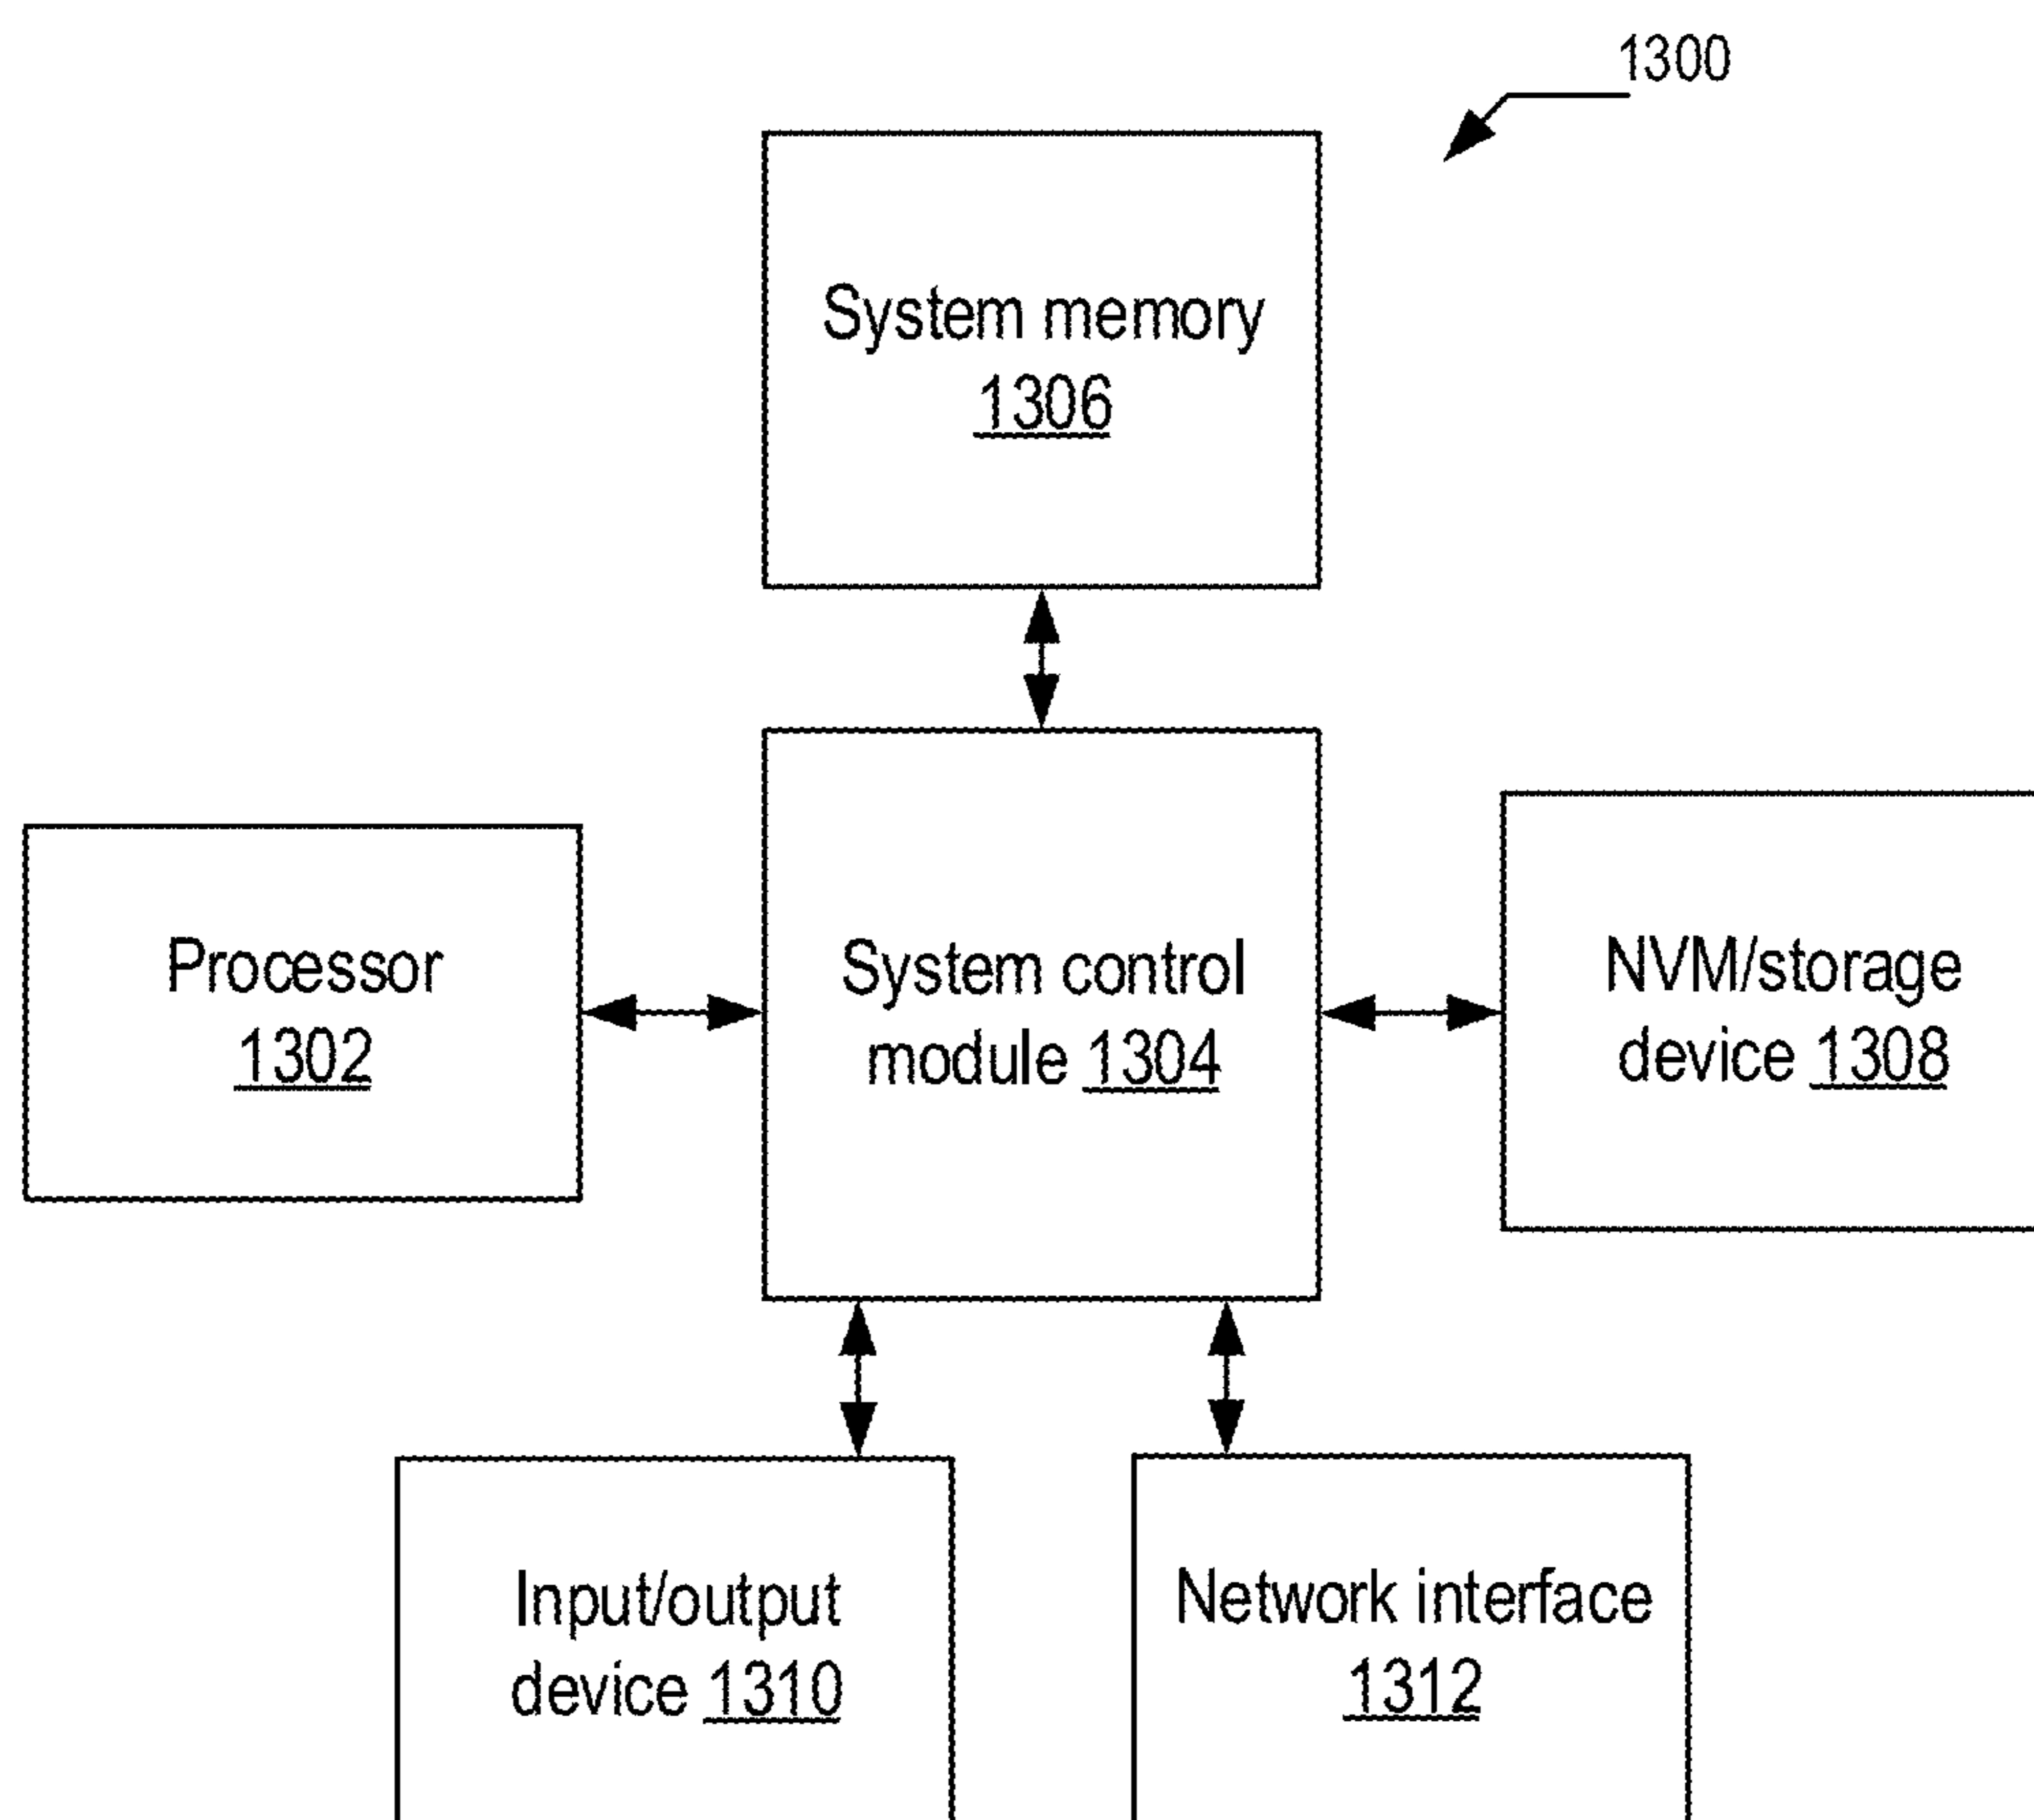 1300
System memory
1306
Processor
1302
System control
module 1304
NVM/storage
device 1308
Input/output
device 1310
Network interface
1312